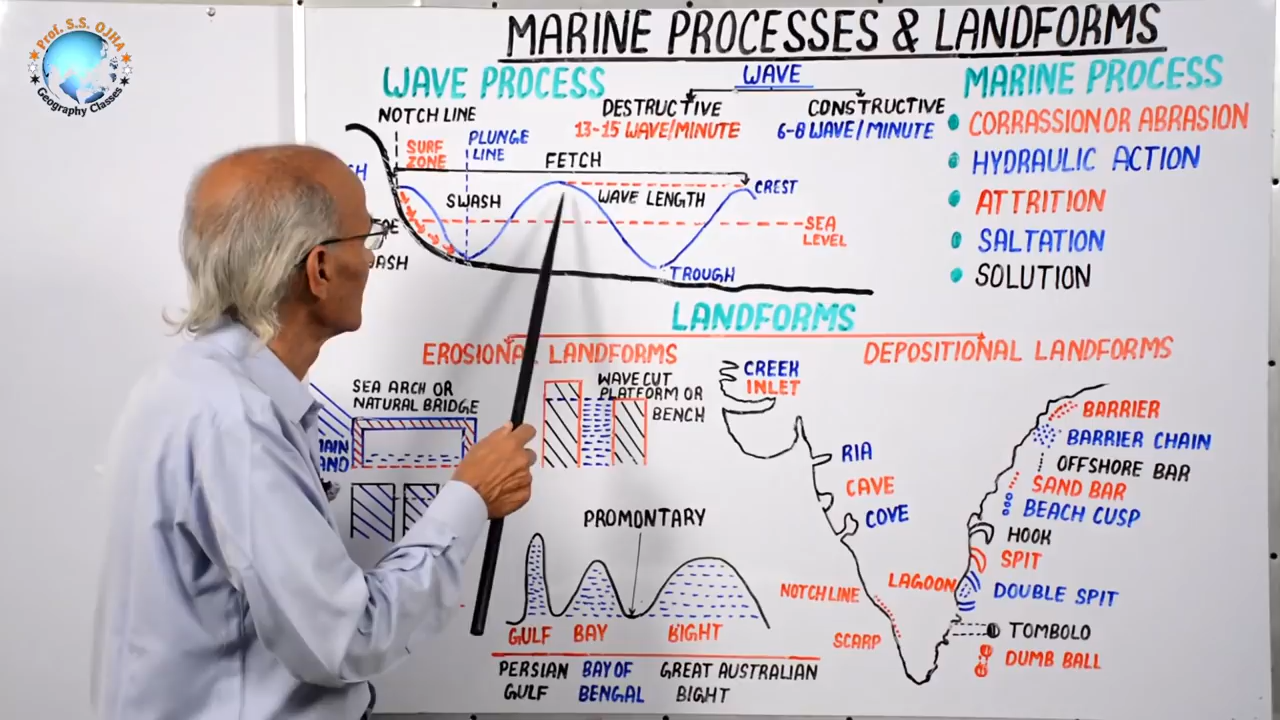 Prof. S.S. OJHA
Geography Classes
MARINE PROCESSES & LANDFORMS
WAVE PROCESS
WAVE
DESTRUCTIVE
13-15 WAVE/MINUTE
CONSTRUCTIVE
6-8 WAVE/MINUTE
NOTCH LINE
SURF
ZONE
PLUNGE
LINE
FETCH
SWASH
WAVE LENGTH
CREST
SEA
LEVEL
TROUGH
MARINE PROCESS
CORRASSION OR ABRASION
HYDRAULIC ACTION
ATTRITION
SALTATION
SOLUTION
LANDFORMS
EROSIONAL LANDFORMS
SEA ARCH OR
NATURAL BRIDGE
WAVE CUT
PLATFORM OR
BENCH
PROMONTARY
GULF BAY BIGHT
PERSIAN
GULF
BAY OF
BENGAL
GREAT AUSTRALIAN
BIGHT
CREEK
INLET
RIA
CAVE
COVE
NOTCH LINE
SCARP
DEPOSITIONAL LANDFORMS
BARRIER
BARRIER CHAIN
OFFSHORE BAR
SAND BAR
BEACH CUSP
HOOK
SPIT
LAGOON
DOUBLE SPIT
TOMBOLO
DUMB BALL